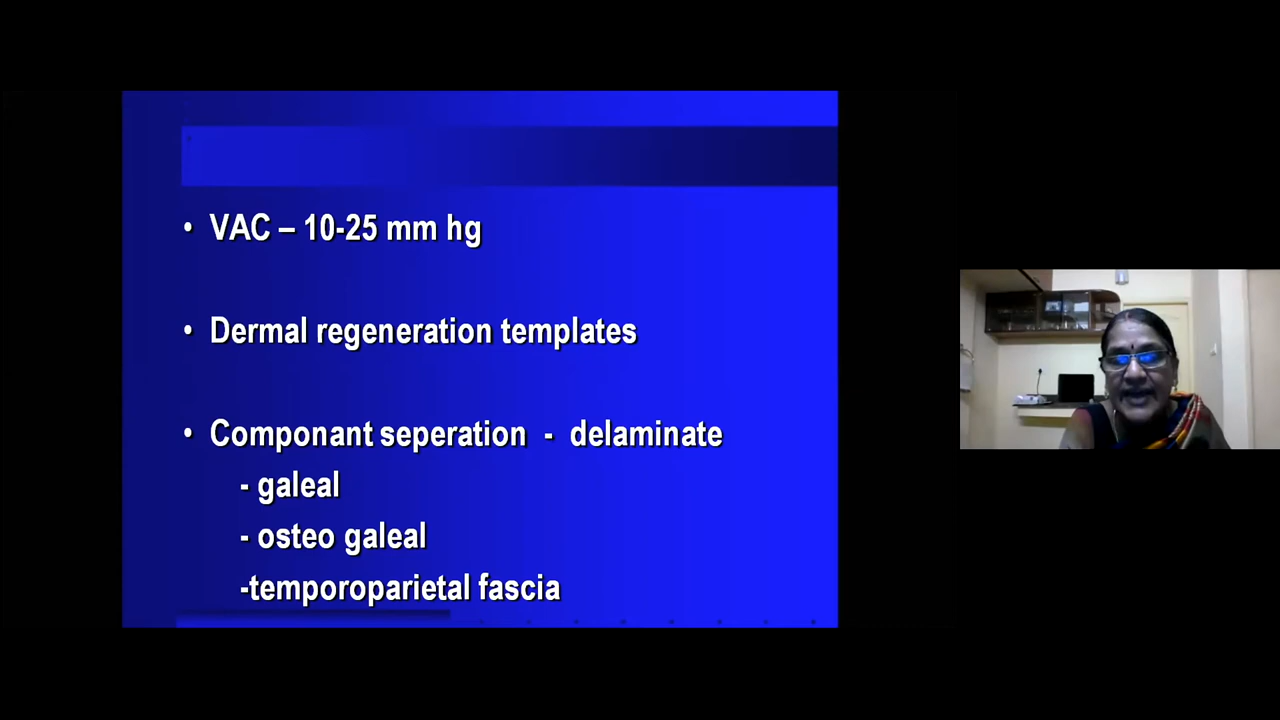 • VAC – 10-25 mm hg
• Dermal regeneration templates
• Componant seperation - delaminate
- galeal
- osteo galeal
-temporoparietal fascia